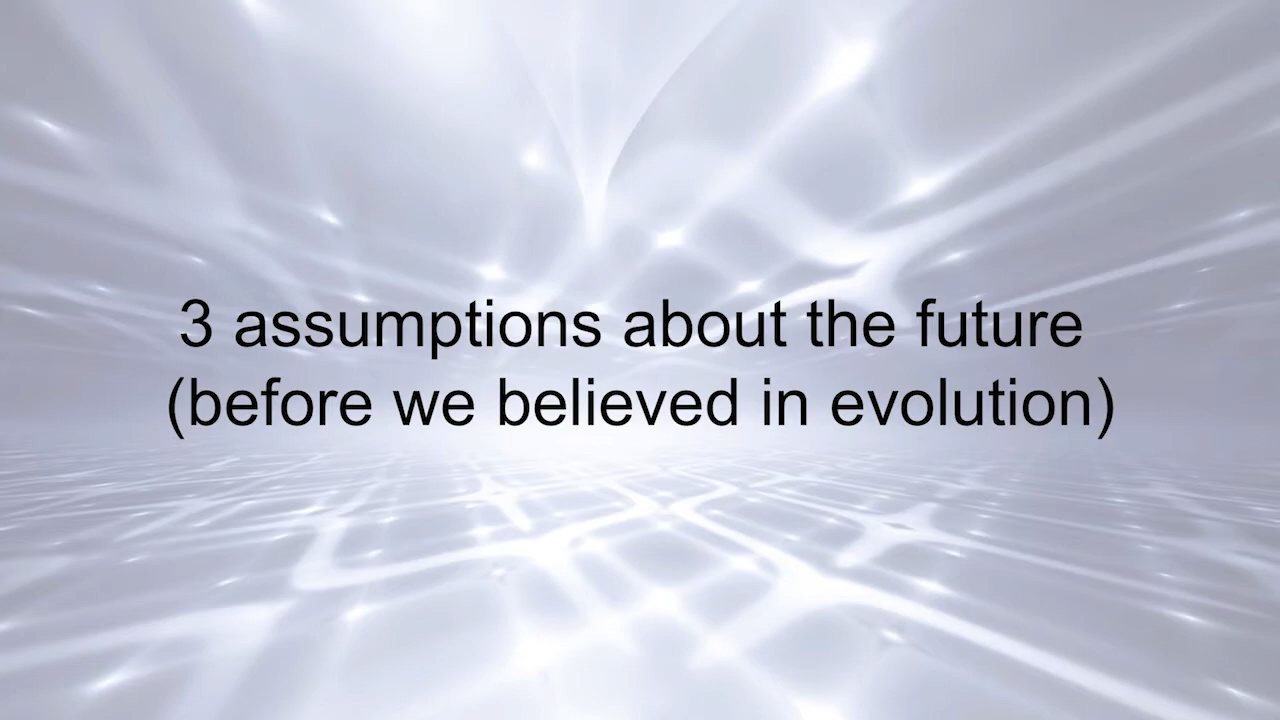 3 assumptions about the future
(before we believed in evolution)